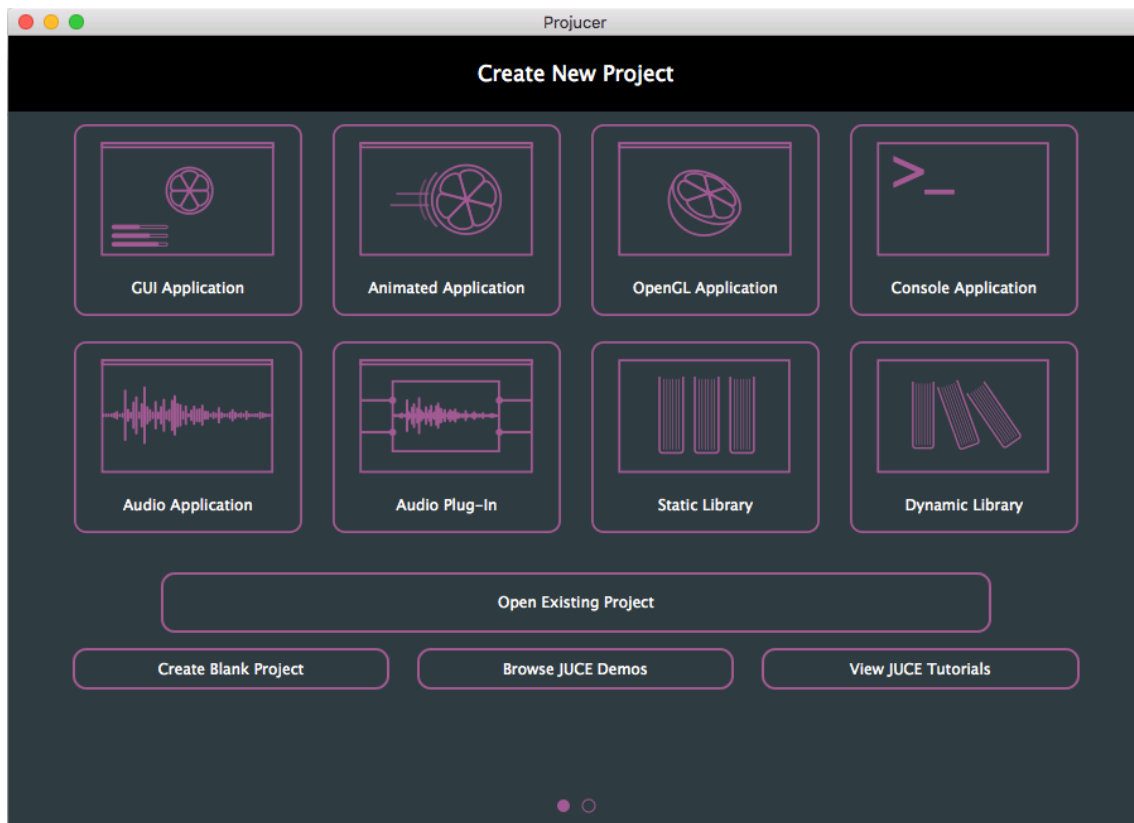 Projucer
Create New Project
>_
GUI Application
Animated Application
OpenGL Application
Console Application
Audio Application
Audio Plug-In
Static Library
Dynamic Library
Open Existing Project
Create Blank Project
Browse JUCE Demos
View JUCE Tutorials